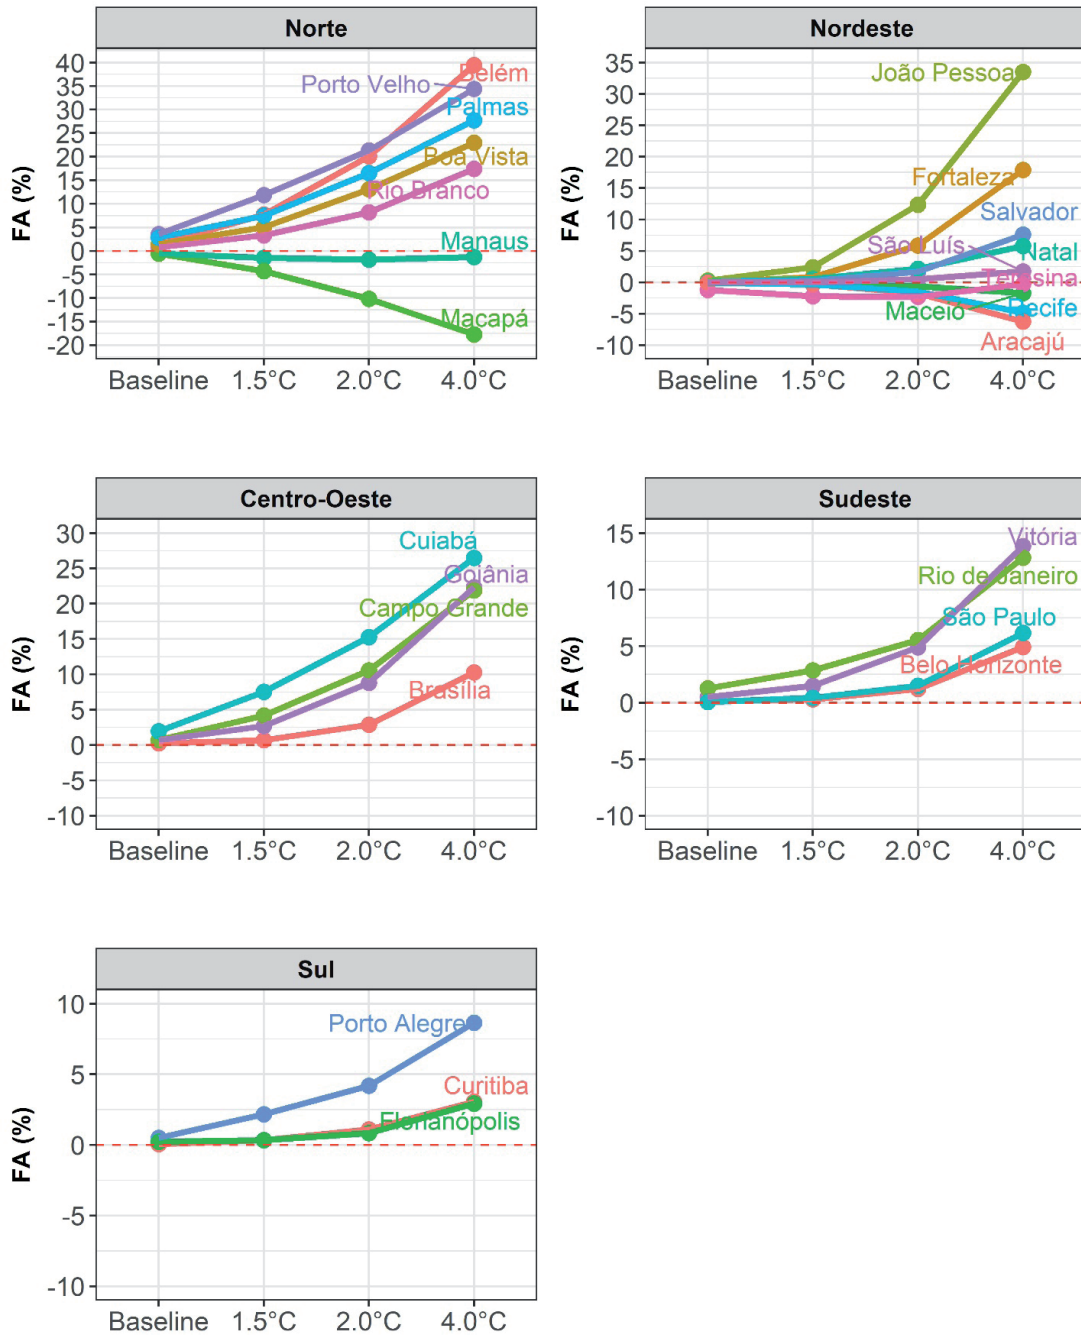 Norte
FA (%)
40
35
30
25
20
15
10
5
0
-5
-10
-15
-20
Belém
Porto Velho
Palmas
Boa Vista
Rio Branco
Manaus
Macapá
Baseline 1.5°C 2.0°C 4.0°C
Nordeste
FA (%)
35
30
25
20
15
10
5
0
-5
-10
João Pessoa
Fortaleza
Salvador
São Luís
Natal
Teresina
Maceió
Recife
Aracajú
Baseline 1.5°C 2.0°C 4.0°C
Centro-Oeste
FA (%)
30
25
20
15
10
5
0
-5
-10
Cuiabá
Goiânia
Campo Grande
Brasília
Baseline 1.5°C 2.0°C 4.0°C
Sudeste
FA (%)
15
10
5
0
-5
-10
Vitória
Rio de Janeiro
São Paulo
Belo Horizonte
Baseline 1.5°C 2.0°C 4.0°C
Sul
FA (%)
10
5
0
-5
-10
Porto Alegre
Curitiba
Florianópolis
Baseline 1.5°C 2.0°C 4.0°C